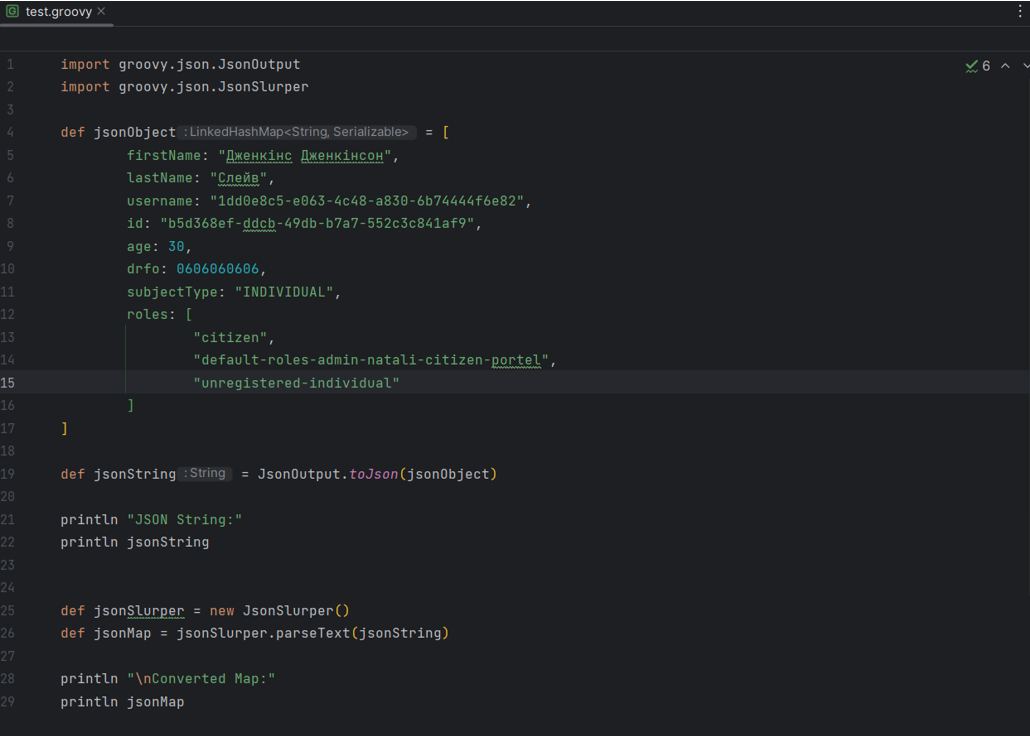 test.groovy
6
1 import groovy.json.JsonOutput
2 import groovy.json.JsonSlurper
3
4 def jsonObject : LinkedHashMap<String, Serializable> = [
5 firstName: "Дженкінс Дженкінсон",
6 lastName: "Слейв",
7 username: "1dd0e8c5-e063-4c48-a830-6b74444f6e82",
8 id: "b5d368ef-ddcb-49db-b7a7-552c3c841af9",
9 age: 30,
10 drfo: 0606060606,
11 subjectType: "INDIVIDUAL",
12 roles: [
13 "citizen",
14 "default-roles-admin-natali-citizen-portel",
15 "unregistered-individual"
16 ]
17 ]
18
19 def jsonString : String = JsonOutput.toJson(jsonObject)
20
21 println "JSON String:"
22 println jsonString
23
24
25 def jsonSlurper = new JsonSlurper()
26 def jsonMap = jsonSlurper.parseText(jsonString)
27
28 println "\nConverted Map:"
29 println jsonMap